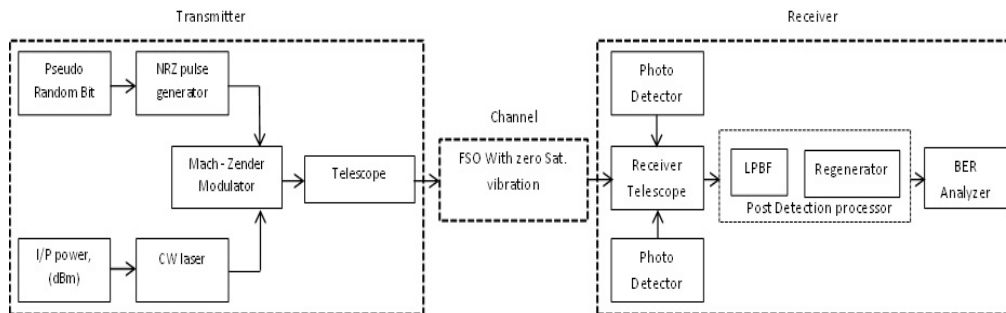 Transmitter
Receiver
Pseudo
Random Bit
NRZ pulse
generator
Mach - Zender
Modulator
Telescope
I/P power,
(dBm)
CW laser
Channel
FSO With zero Sat.
vibration
Photo
Detector
Receiver
Telescope
Photo
Detector
LPBF
Regenerator
Post Detection processor
BER
Analyzer